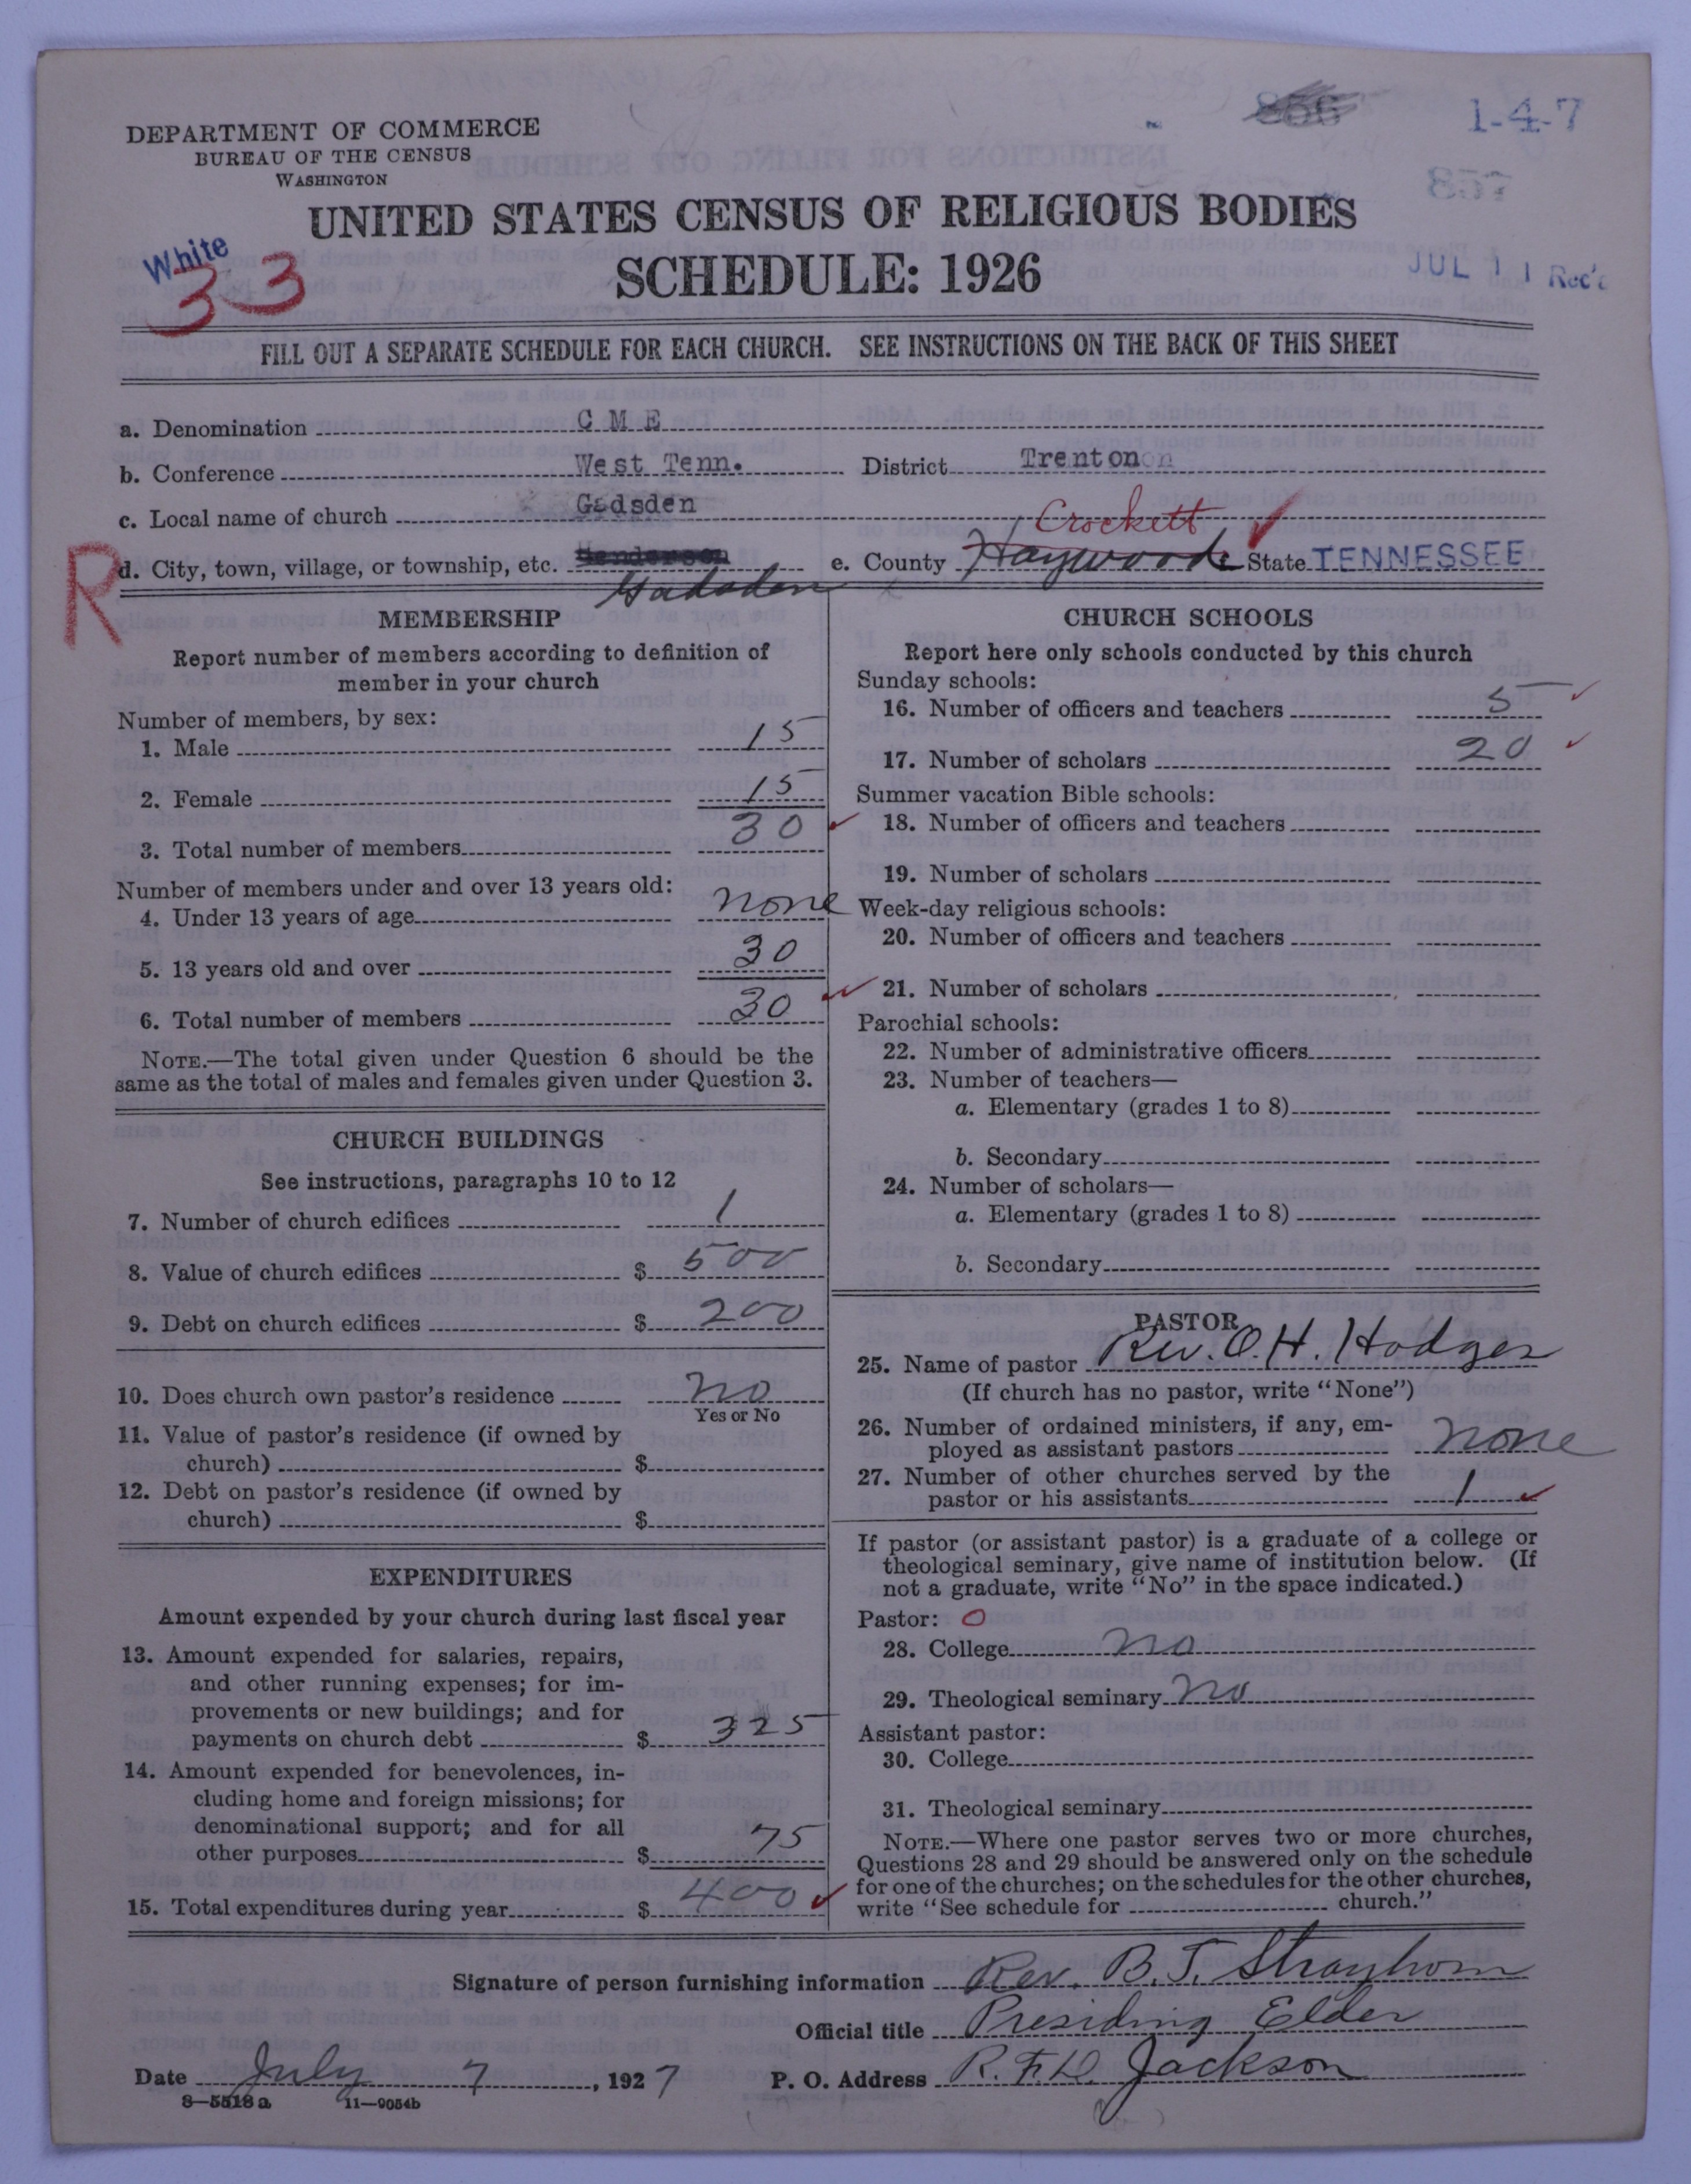 856
1-4-7
DEPARTMENT OF COMMERCE
BUREAU OF THE CENSUS
WASHINGTON
857
UNITED STATES CENSUS OF RELIGIOUS BODIES
White
33
SCHEDULE: 1926
JUL 11 Rec'd
FILL OUT A SEPARATE SCHEDULE FOR EACH CHURCH. SEE INSTRUCTIONS ON THE BACK OF THIS SHEET
a. Denomination C M E
b. Conference West Tenn. District Trenton
c. Local name of church Gadsden
Crockett
R
d. City, town, village, or township, etc. Henderson e. County Haywood State TENNESSEE
Gadsden
MEMBERSHIP
Report number of members according to definition of
member in your church
Number of members, by sex:
1. Male 15
2. Female 15
3. Total number of members 30
Number of members under and over 13 years old:
4. Under 13 years of age none
5. 13 years old and over 30
6. Total number of members 30
NOTE.—The total given under Question 6 should be the
same as the total of males and females given under Question 3.
CHURCH BUILDINGS
See instructions, paragraphs 10 to 12
7. Number of church edifices 1
8. Value of church edifices $ 500
9. Debt on church edifices $ 200
10. Does church own pastor's residence no
Yes or No
11. Value of pastor's residence (if owned by
church) $
12. Debt on pastor's residence (if owned by
church) $
EXPENDITURES
Amount expended by your church during last fiscal year
13. Amount expended for salaries, repairs,
and other running expenses; for im-
provements or new buildings; and for
payments on church debt $ 325
14. Amount expended for benevolences, in-
cluding home and foreign missions; for
denominational support; and for all
other purposes $ 75
15. Total expenditures during year $ 400
CHURCH SCHOOLS
Report here only schools conducted by this church
Sunday schools:
16. Number of officers and teachers 5
17. Number of scholars 20
Summer vacation Bible schools:
18. Number of officers and teachers
19. Number of scholars
Week-day religious schools:
20. Number of officers and teachers
21. Number of scholars
Parochial schools:
22. Number of administrative officers
23. Number of teachers—
a. Elementary (grades 1 to 8)
b. Secondary
24. Number of scholars—
a. Elementary (grades 1 to 8)
b. Secondary
PASTOR
25. Name of pastor Rev. O. H. Hodges
(If church has no pastor, write "None")
26. Number of ordained ministers, if any, em-
ployed as assistant pastors none
27. Number of other churches served by the
pastor or his assistants 1
If pastor (or assistant pastor) is a graduate of a college or
theological seminary, give name of institution below. (If
not a graduate, write "No" in the space indicated.)
Pastor: O
28. College no
29. Theological seminary no
Assistant pastor:
30. College
31. Theological seminary
NOTE.—Where one pastor serves two or more churches,
Questions 28 and 29 should be answered only on the schedule
for one of the churches; on the schedules for the other churches,
write "See schedule for church."
Signature of person furnishing information Rev. B. T. Strayhorn
Official title Presiding Elder
Date July 7, 1927 P. O. Address R. F. D. Jackson
8—5518 a 11—9054b